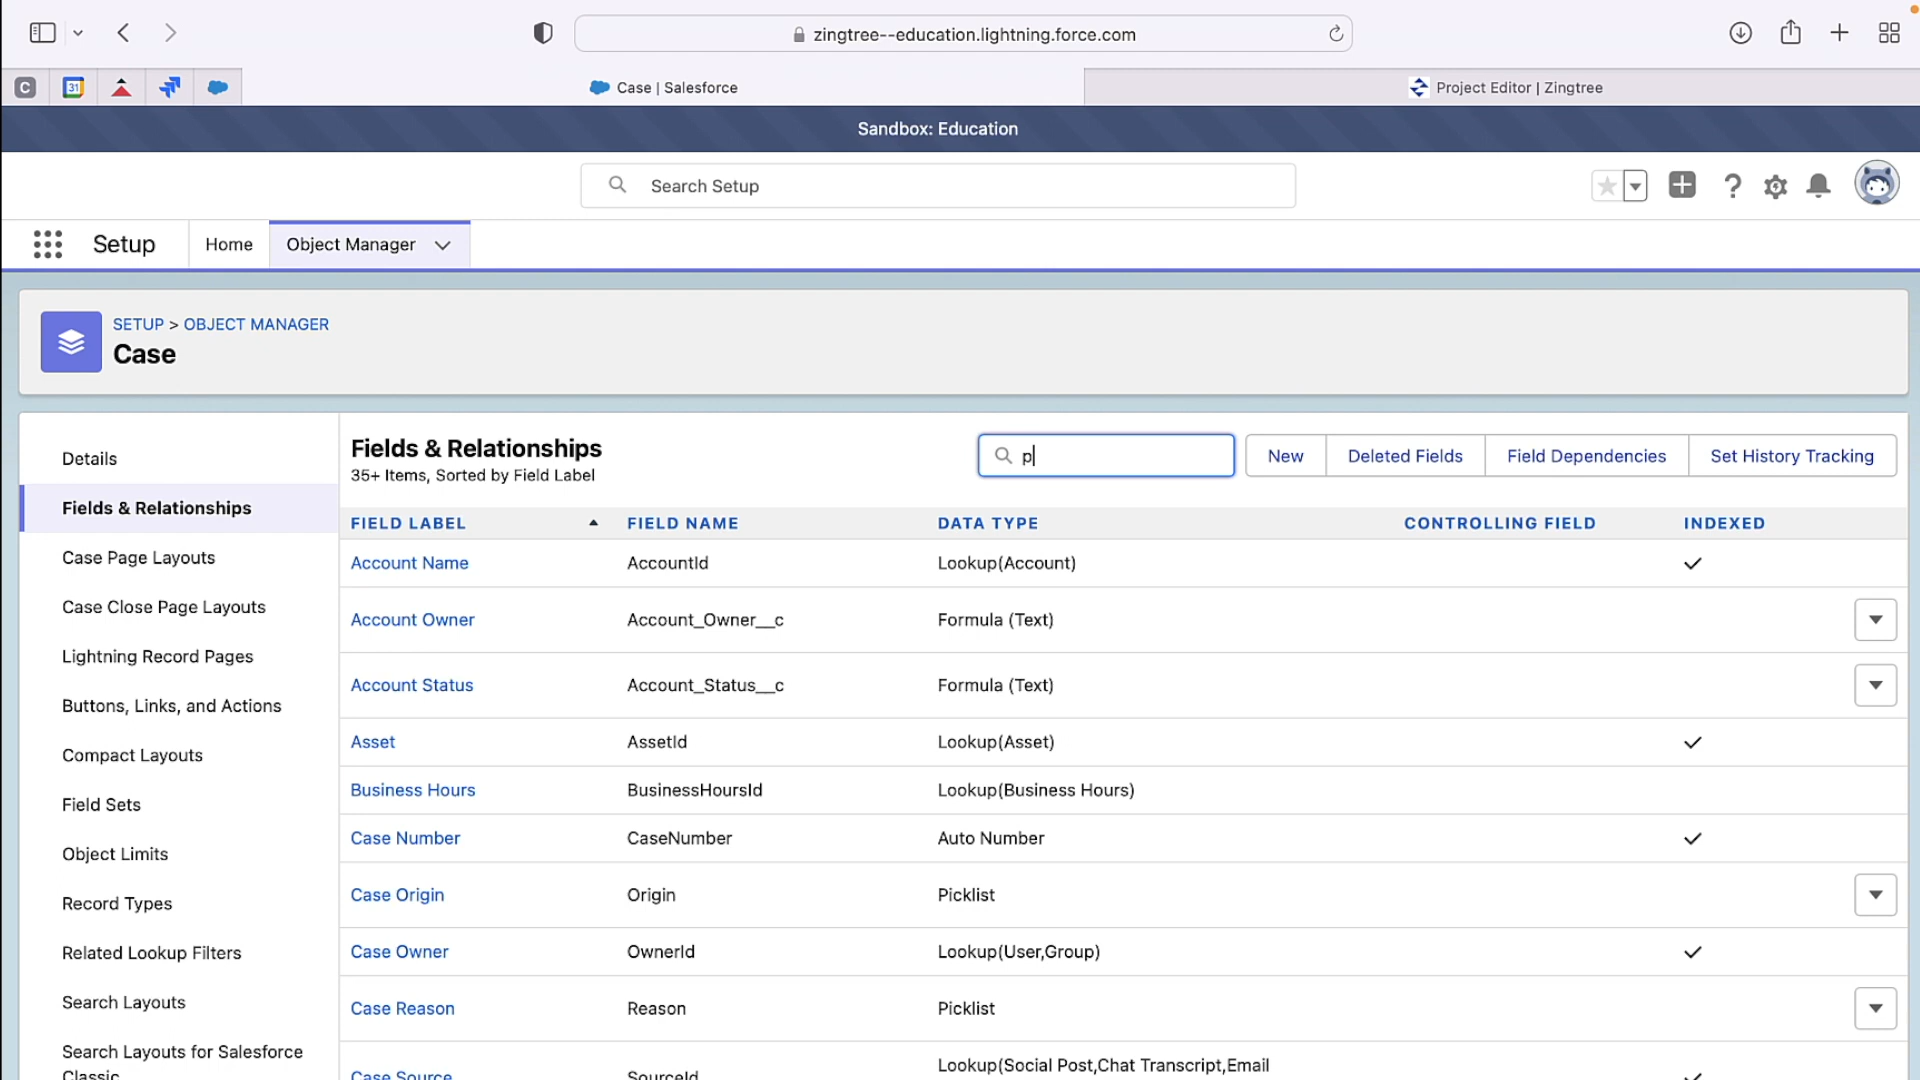 zingtree--education.lightning.force.com
C
31
Case | Salesforce
Project Editor | Zingtree
Sandbox: Education
Search Setup
Setup
Home
Object Manager
SETUP > OBJECT MANAGER
Case
Details
Fields & Relationships
Case Page Layouts
Case Close Page Layouts
Lightning Record Pages
Buttons, Links, and Actions
Compact Layouts
Field Sets
Object Limits
Record Types
Related Lookup Filters
Search Layouts
Search Layouts for Salesforce
Classic
Fields & Relationships
35+ Items, Sorted by Field Label
p
New
Deleted Fields
Field Dependencies
Set History Tracking
FIELD LABEL FIELD NAME DATA TYPE CONTROLLING FIELD INDEXED
Account Name AccountId Lookup(Account)
Account Owner Account_Owner__c Formula (Text)
Account Status Account_Status__c Formula (Text)
Asset AssetId Lookup(Asset)
Business Hours BusinessHoursId Lookup(Business Hours)
Case Number CaseNumber Auto Number
Case Origin Origin Picklist
Case Owner OwnerId Lookup(User,Group)
Case Reason Reason Picklist
Case Source SourceId Lookup(Social Post,Chat Transcript,Email